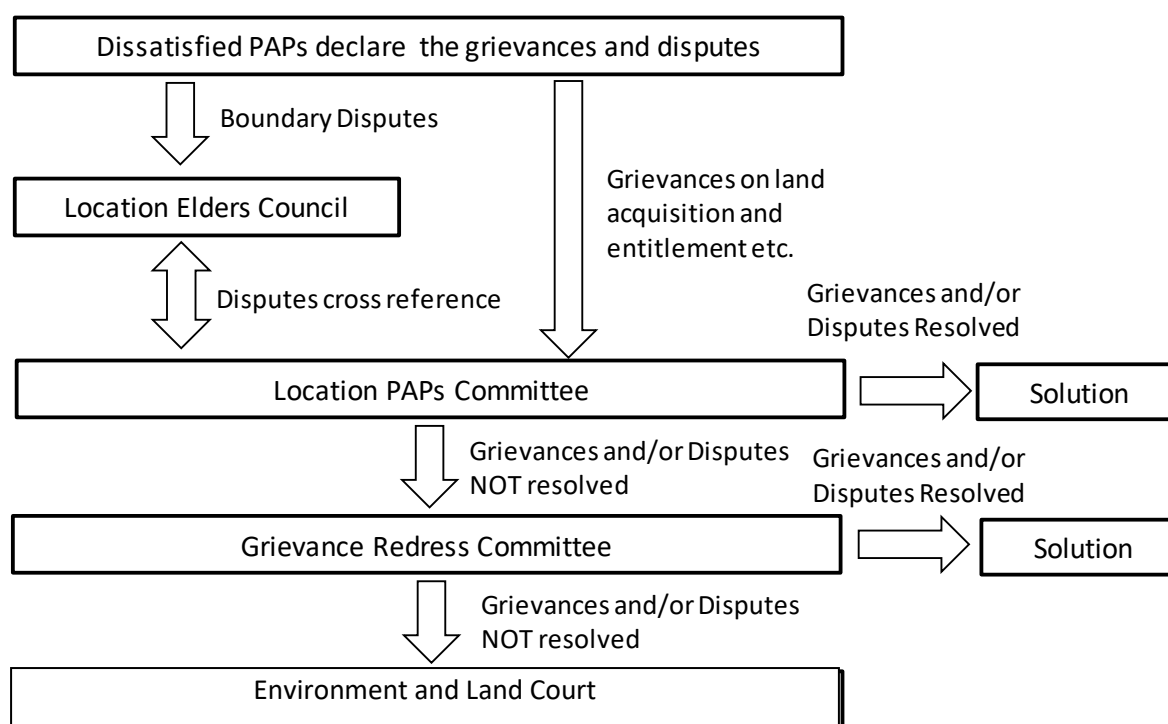 Dissatisfied PAPs declare the grievances and disputes
Boundary Disputes
Location Elders Council
Grievances on land
acquisition and
entitlement etc.
Disputes cross reference
Grievances and/or
Disputes Resolved
Location PAPs Committee
Solution
Grievances and/or Disputes
NOT resolved
Grievances and/or
Disputes Resolved
Grievance Redress Committee
Solution
Grievances and/or Disputes
NOT resolved
Environment and Land Court